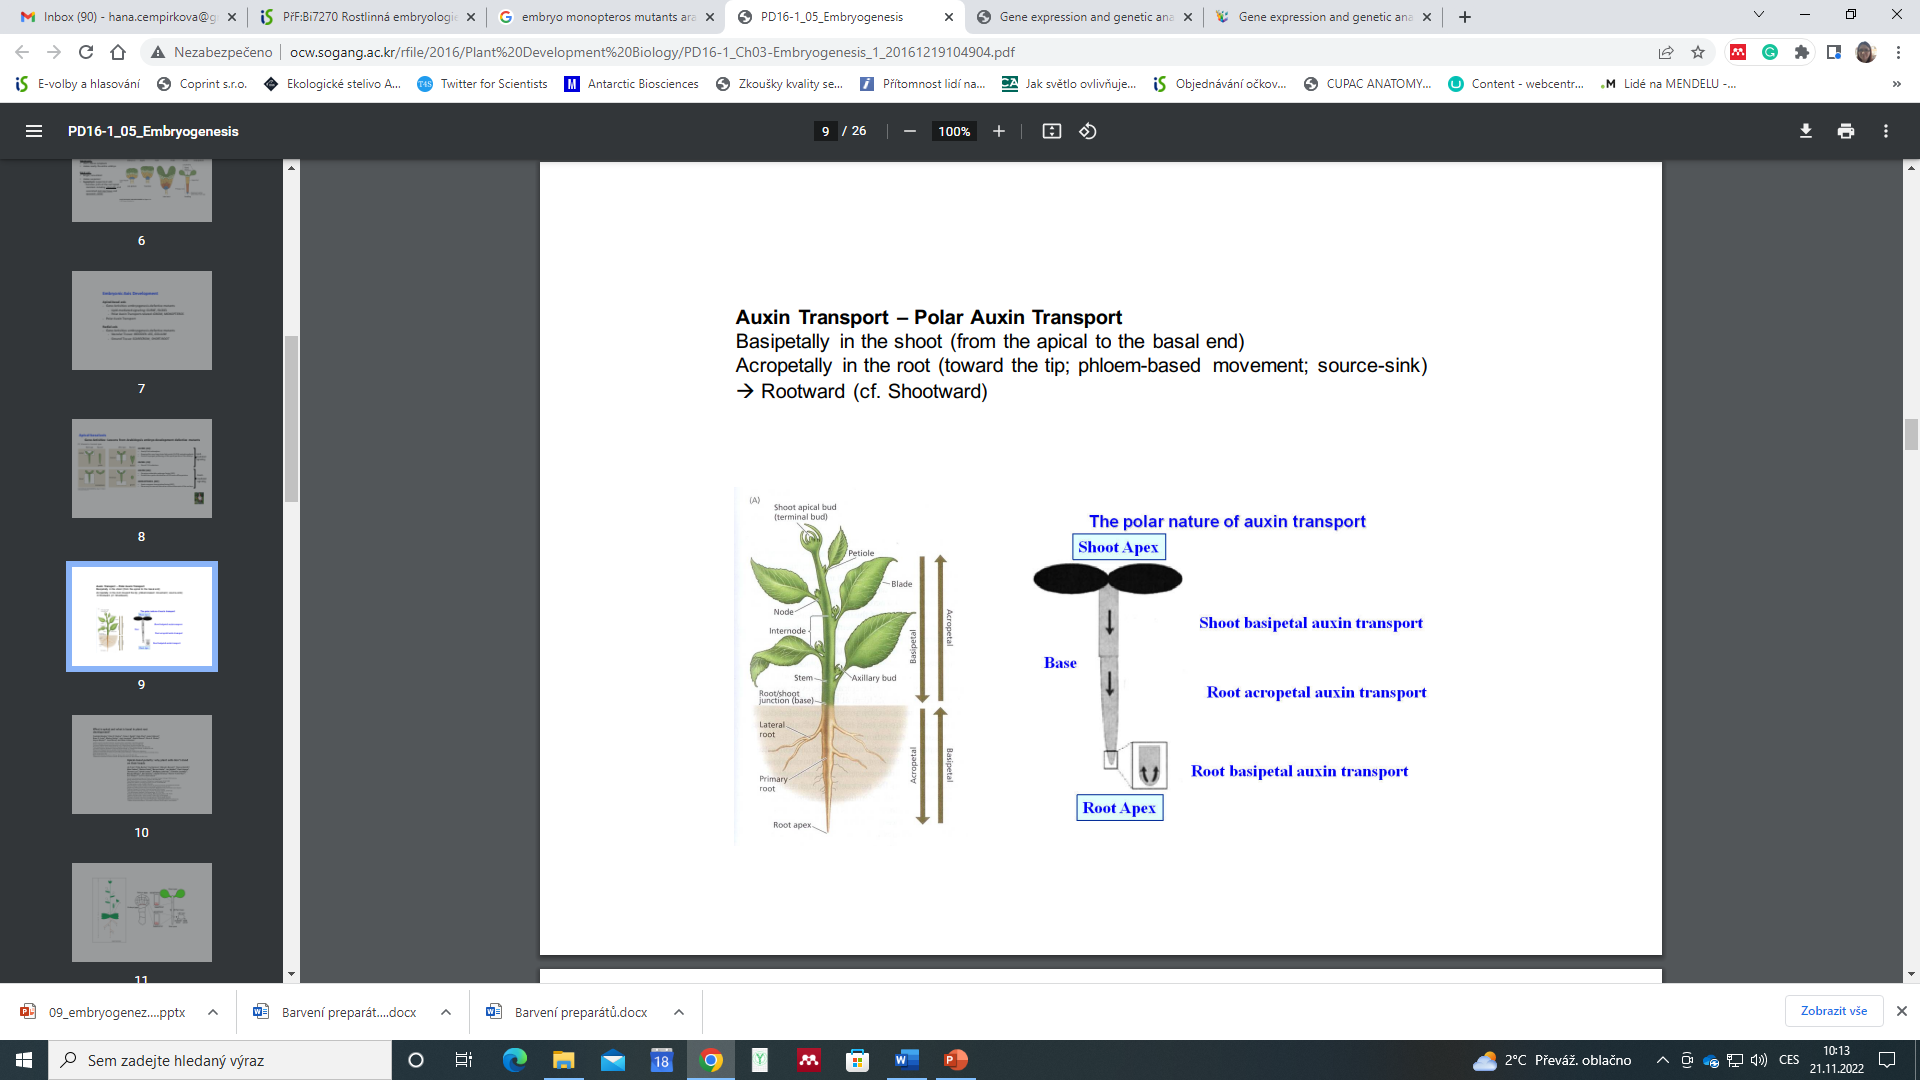 Inbox (90) - hana.cempirkova@g
PřF:Bi7270 Rostlinná embryologie
embryo monopteros mutants ara
PD16-1_05_Embryogenesis
Gene expression and genetic ana
Gene expression and genetic ana
Nezabezpečeno | ocw.sogang.ac.kr/rfile/2016/Plant%20Development%20Biology/PD16-1_Ch03-Embryogenesis_1_20161219104904.pdf
E-volby a hlasování
Coprint s.r.o.
Ekologické stelivo A...
Twitter for Scientists
Antarctic Biosciences
Zkoušky kvality se...
Přítomnost lidí na...
Jak světlo ovlivňuje...
Objednávání očkov...
CUPAC ANATOMY...
Content - webcentr...
Lidé na MENDELU -...
»
PD16-1_05_Embryogenesis
9 / 26
100%
6
7
8
9
10
11
Auxin Transport – Polar Auxin Transport
Basipetally in the shoot (from the apical to the basal end)
Acropetally in the root (toward the tip; phloem-based movement; source-sink)
→ Rootward (cf. Shootward)
(A)
Shoot apical bud
(terminal bud)
Petiole
Blade
Node
Internode
Stem
Axillary bud
Root/shoot
junction (base)
Lateral
root
Primary
root
Root apex
Basipetal
Acropetal
Acropetal
Basipetal
The polar nature of auxin transport
Shoot Apex
Shoot basipetal auxin transport
Base
Root acropetal auxin transport
Root basipetal auxin transport
Root Apex
09_embryogenez....pptx
Barvení preparát....docx
Barvení preparátů.docx
Zobrazit vše
Sem zadejte hledaný výraz
18
2°C Převáž. oblačno
CES
10:13
21.11.2022